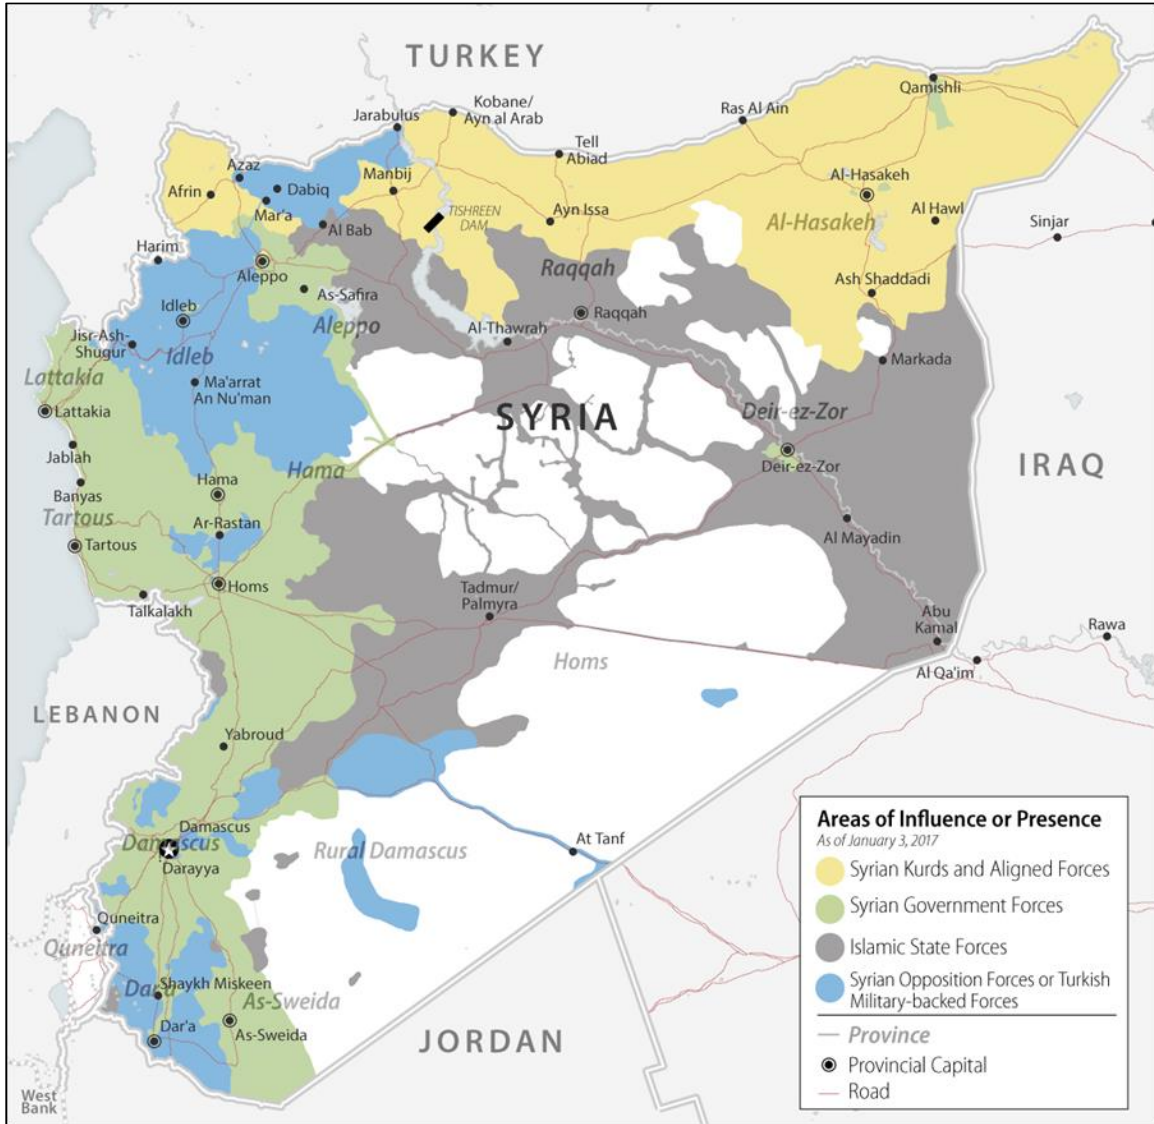 TURKEY
Qamishli
Kobane/
Ayn al Arab
Ras Al Ain
Jarabulus
Tell
Abiad
Azaz
Manbij
Al-Hasakeh
Afrin
Dabiq
Mar'a
TISHREEN
DAM
Ayn Issa
Al-Hasakeh
Al Hawl
Sinjar
Al Bab
Harim
Aleppo
Raqqah
Ash Shaddadi
As-Safira
Idleb
Aleppo
Raqqah
Al-Thawrah
Jisr-Ash-
Shugur
Idleb
Markada
Lattakia
Ma'arrat
An Nu'man
Lattakia
SYRIA
Deir-ez-Zor
Jablah
Hama
Deir-ez-Zor
IRAQ
Banyas
Hama
Tartous
Ar-Rastan
Al Mayadin
Tartous
Homs
Tadmur/
Palmyra
Talkalakh
Abu
Kamal
Rawa
Homs
Al Qa'im
LEBANON
Yabroud
Damascus
Damascus
Darayya
Rural Damascus
At Tanf
Quneitra
Quneitra
Shaykh Miskeen
Dara
As-Sweida
As-Sweida
Dar'a
JORDAN
West
Bank
Areas of Influence or Presence
As of January 3, 2017
Syrian Kurds and Aligned Forces
Syrian Government Forces
Islamic State Forces
Syrian Opposition Forces or Turkish
Military-backed Forces
Province
Provincial Capital
Road